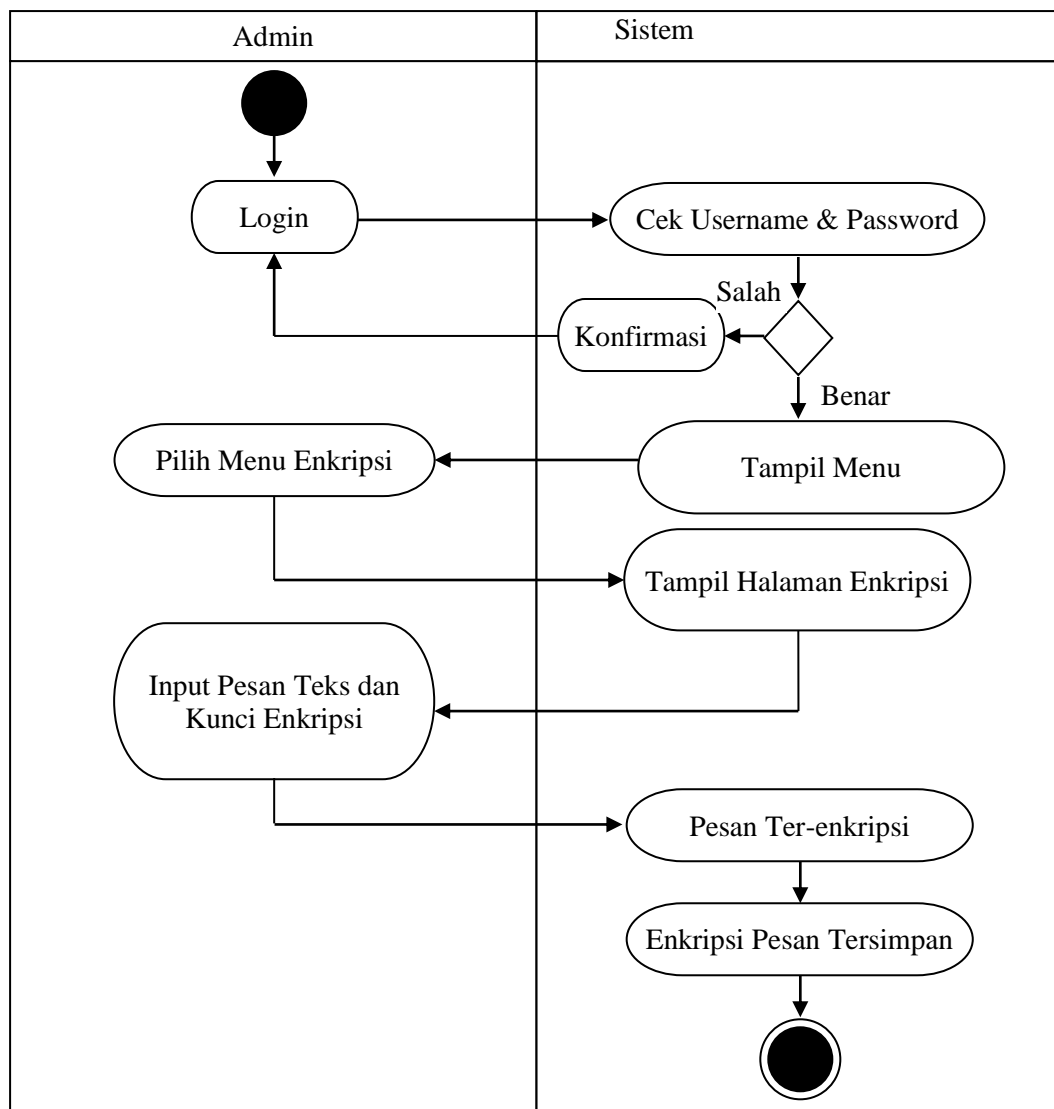 Admin
Sistem
Login
Cek Username & Password
Salah
Konfirmasi
Benar
Pilih Menu Enkripsi
Tampil Menu
Tampil Halaman Enkripsi
Input Pesan Teks dan
Kunci Enkripsi
Pesan Ter-enkripsi
Enkripsi Pesan Tersimpan